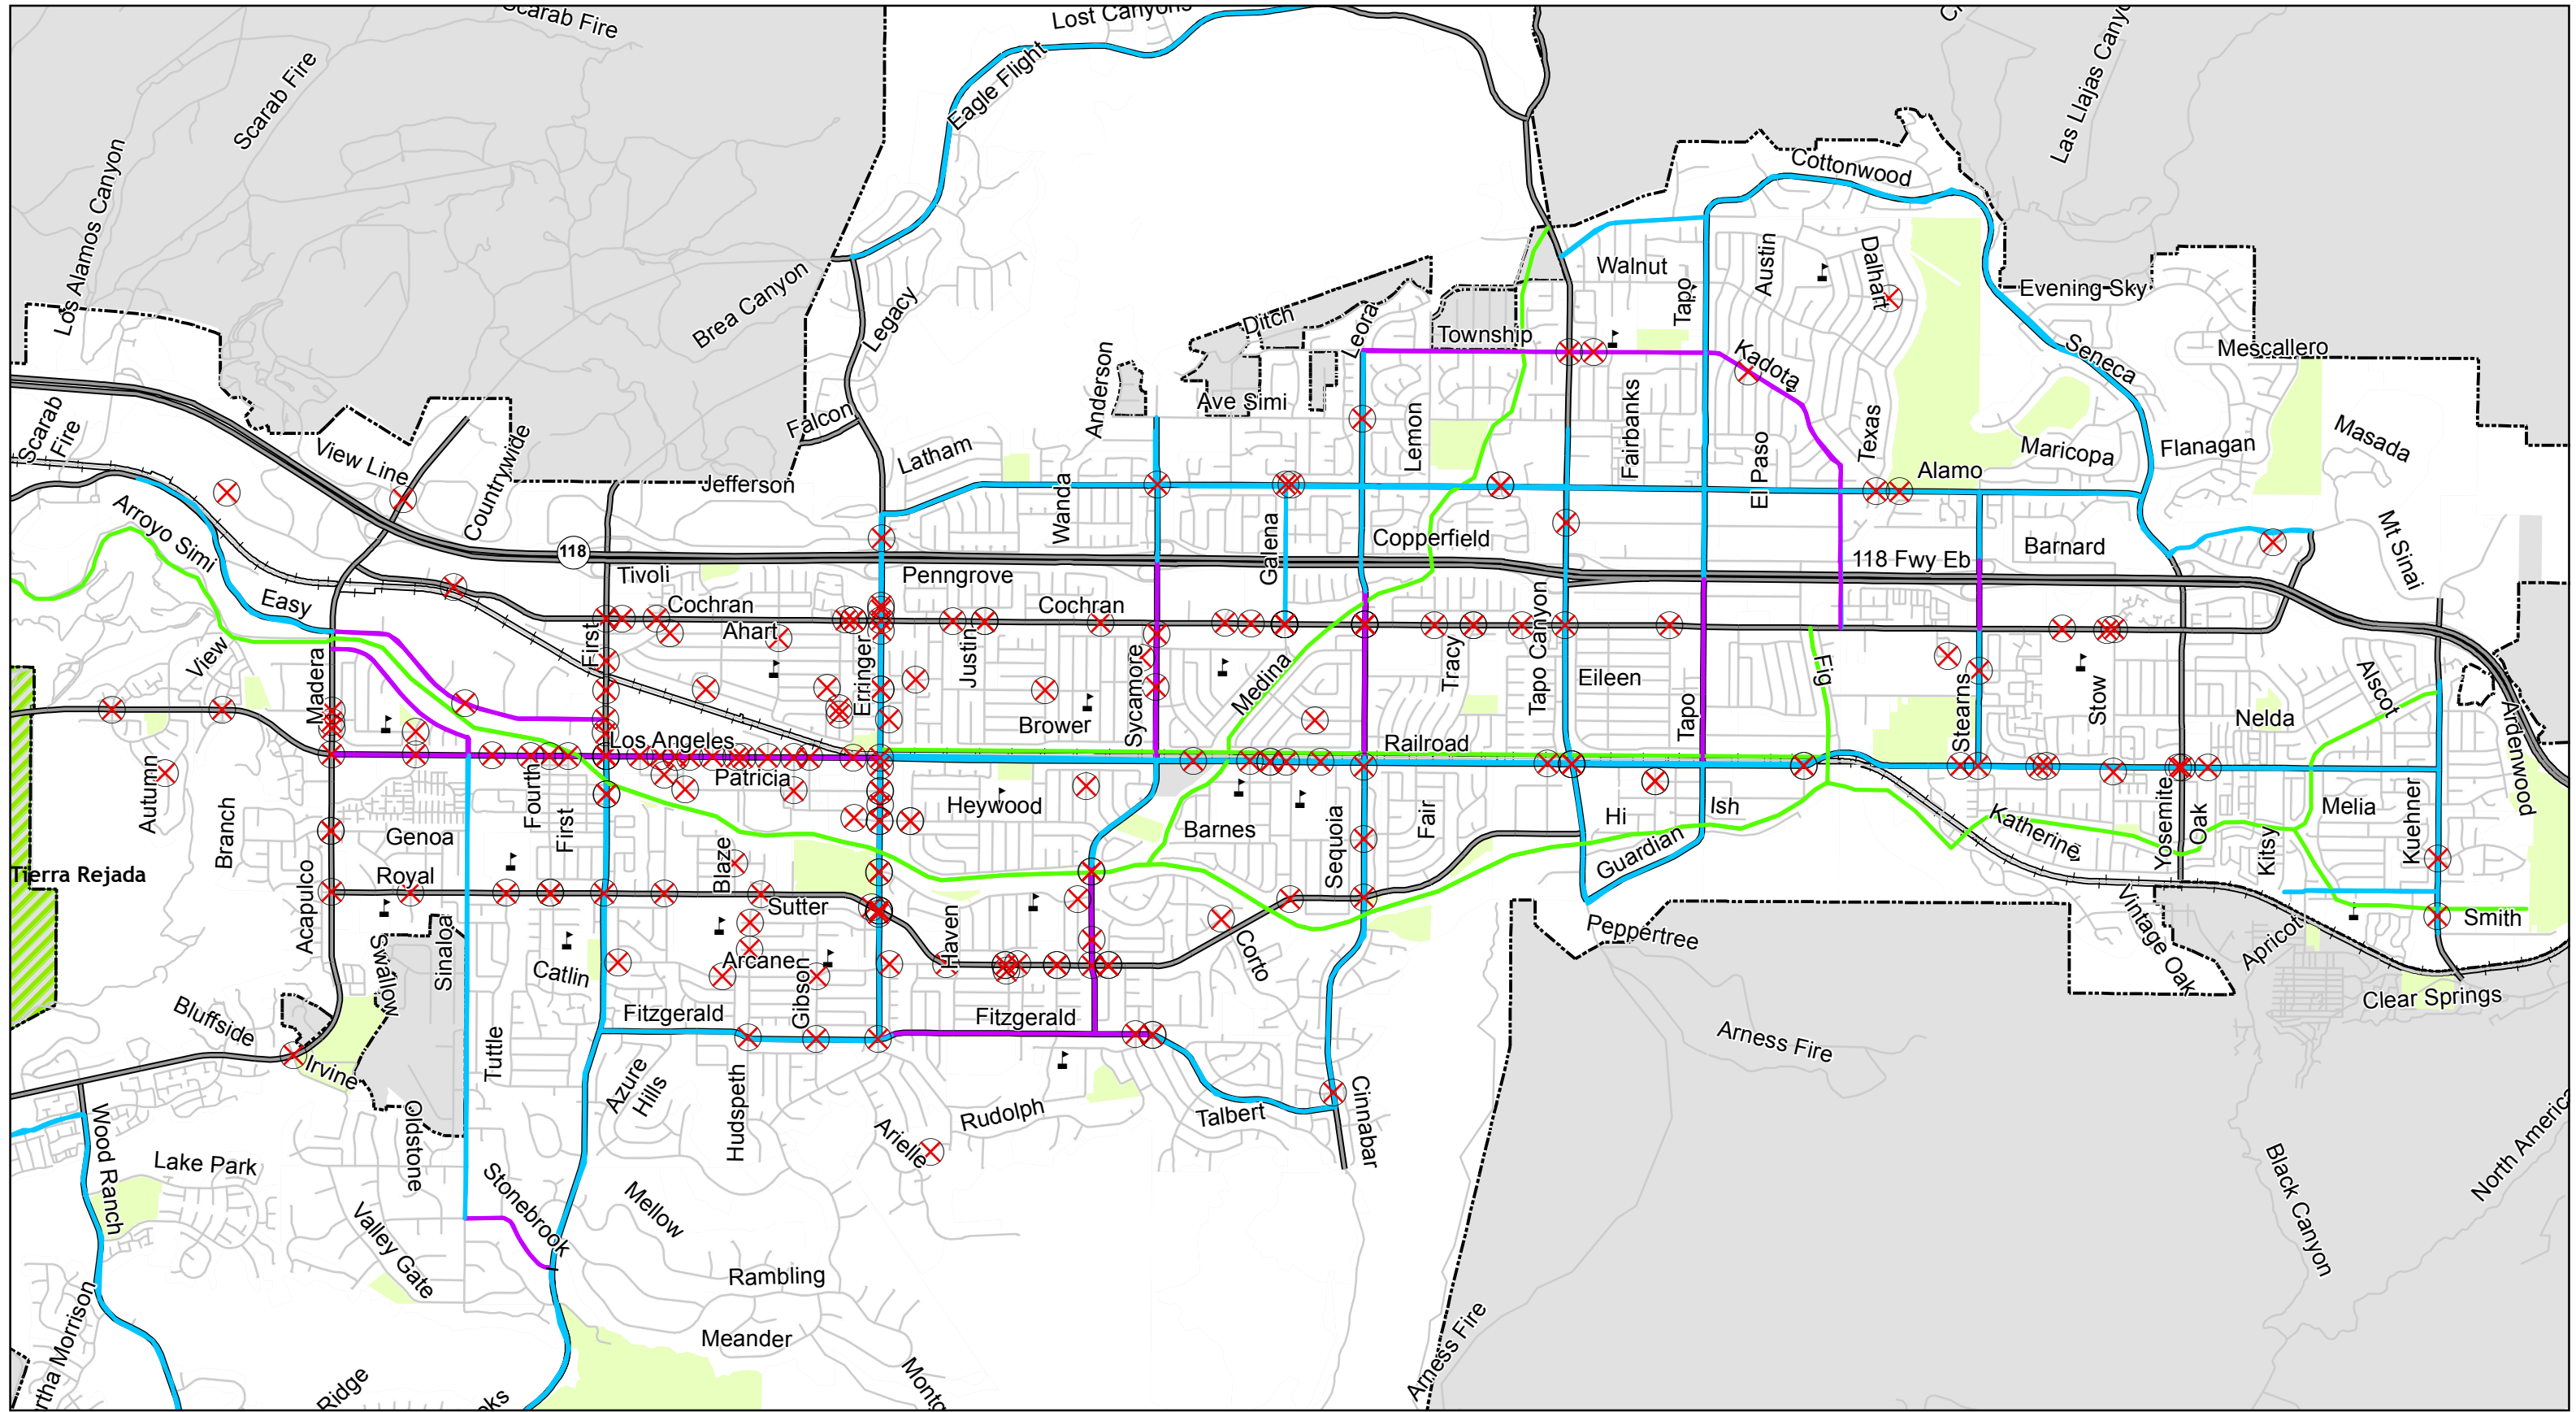 Scarab Fire
Lost Canyons
Scarab Fire
Eagle Flight
Las Llajas Canyon
Los Alamos Canyon
Cottonwood
Brea Canyon
Legacy
Walnut
Austin
Dalhart
Tapo
Evening Sky
Ditch
Leora
Township
Anderson
Kadota
Seneca
Mescallero
Ave Simi
Falcon
Fairbanks
Scarab
Fire
View Line
Countrywide
Latham
Jefferson
Wanda
Lemon
El Paso
Texas
Alamo
Maricopa
Flanagan
Masada
Arroyo Simi
118
Tivoli
Penngrove
Galena
Copperfield
118 Fwy Eb
Barnard
Mt Sinai
Easy
Cochran
Cochran
Ahart
First
View
Madera
Erringer
Justin
Sycamore
Medina
Tracy
Tapo Canyon
Eileen
Tapo
Fig
Stearns
Stow
Nelda
Alscot
Ardenwood
Brower
Los Angeles
Railroad
Patricia
Autumn
Branch
Fourth
First
Genoa
Heywood
Barnes
Sequoia
Fair
Hi
Ish
Guardian
Katherine
Yosemite
Oak
Kitsy
Melia
Kuehner
Tierra Rejada
Acapulco
Royal
Blaze
Sutter
Haven
Corto
Peppertree
Vintage Oak
Apricot
Smith
Clear Springs
Swallow
Sinaloa
Catlin
Arcane
Gibson
Bluffside
Fitzgerald
Fitzgerald
Irvine
Tuttle
Azure
Hills
Hudspeth
Arielle
Rudolph
Talbert
Cinnabar
Arness Fire
Wood Ranch
Oldstone
Lake Park
Stonebrook
Mellow
Valley Gate
Rambling
Meander
Black Canyon
North America
Arness Fire
rtha Morrison
Ridge
oks
Montg